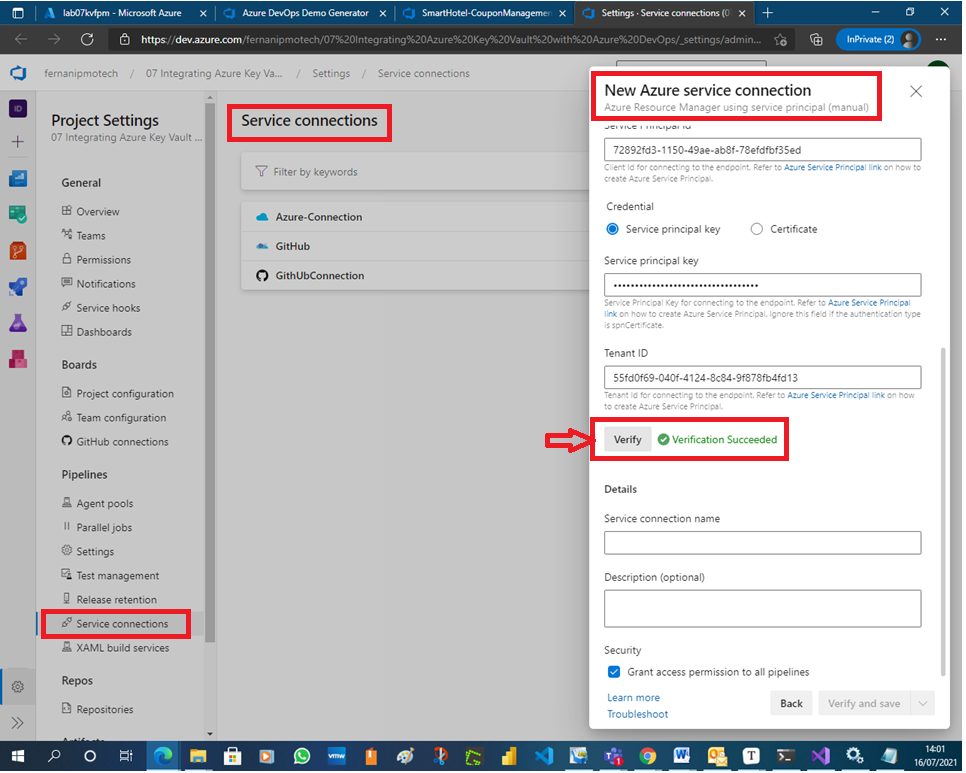 lab07kvfpm - Microsoft Azure
Azure DevOps Demo Generator
SmartHotel-CouponManagemen
Settings · Service connections (0
https://dev.azure.com/fernanipmotech/07%20Integrating%20Azure%20Key%20Vault%20with%20Azure%20DevOps/_settings/admin...
InPrivate (2)
fernanipmotech / 07 Integrating Azure Key Va... / Settings / Service connections
ID
Project Settings
07 Integrating Azure Key Vault ...
General
Overview
Teams
Permissions
Notifications
Service hooks
Dashboards
Boards
Project configuration
Team configuration
GitHub connections
Pipelines
Agent pools
Parallel jobs
Settings
Test management
Release retention
Service connections
XAML build services
Repos
Repositories
Artifacts
Service connections
Filter by keywords
Azure-Connection
GitHub
GithUbConnection
New Azure service connection
Azure Resource Manager using service principal (manual)
Service Principal Id
72892fd3-1150-49ae-ab8f-78efdfbf35ed
Client Id for connecting to the endpoint. Refer to Azure Service Principal link on how to
create Azure Service Principal.
Credential
Service principal key
Certificate
Service principal key
••••••••••••••••••••••••••••••••••
Service Principal Key for connecting to the endpoint. Refer to Azure Service Principal
link on how to create Azure Service Principal. Ignore this field if the authentication type
is spnCertificate.
Tenant ID
55fd0f69-040f-4124-8c84-9f878fb4fd13
Tenant Id for connecting to the endpoint. Refer to Azure Service Principal link on how
to create Azure Service Principal.
Verify
Verification Succeeded
Details
Service connection name
Description (optional)
Security
Grant access permission to all pipelines
Learn more
Troubleshoot
Back
Verify and save
vmw
14:01
16/07/2021